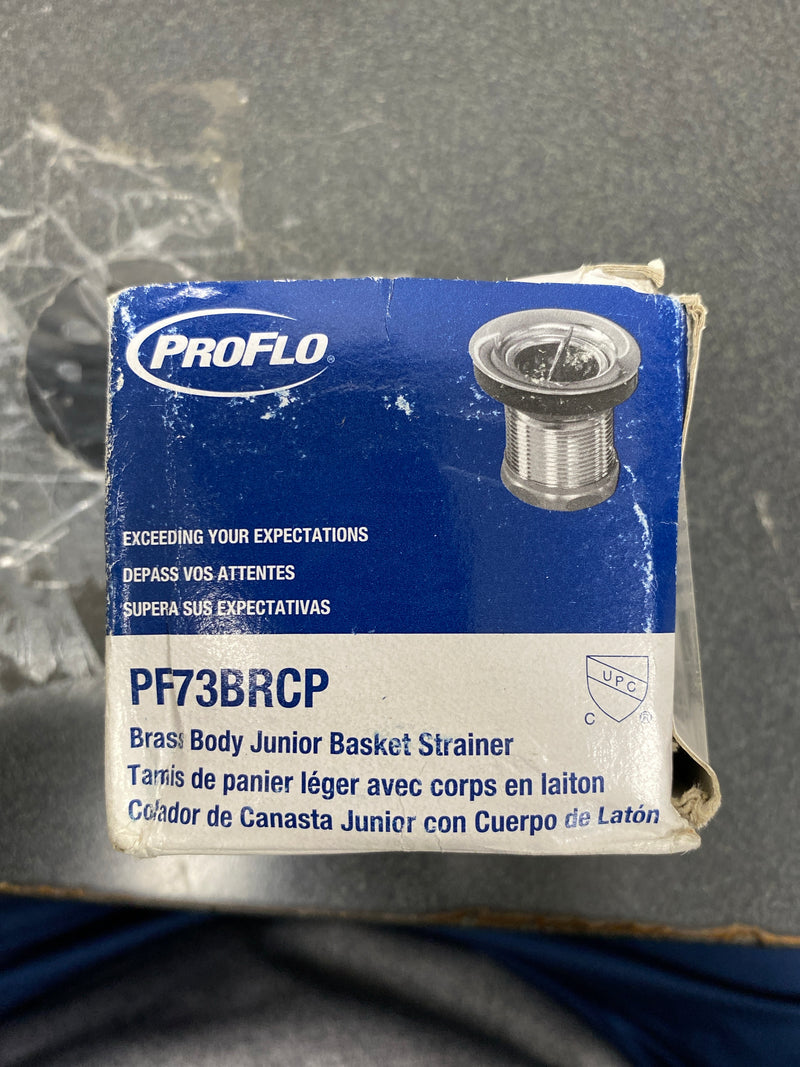 PROFLO®
EXCEEDING YOUR EXPECTATIONS
DEPASS VOS ATTENTES
SUPERA SUS EXPECTATIVAS
PF73BRCP
UPC
C ®
Brass Body Junior Basket Strainer
Tamis de panier léger avec corps en laiton
Colador de Canasta Junior con Cuerpo de Latón